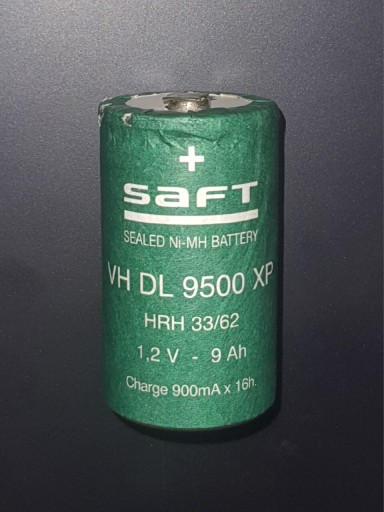 +
SAFT
SEALED Ni-MH BATTERY
VH DL 9500 XP
HRH 33/62
1,2 V - 9 Ah
Charge 900mA x 16h.